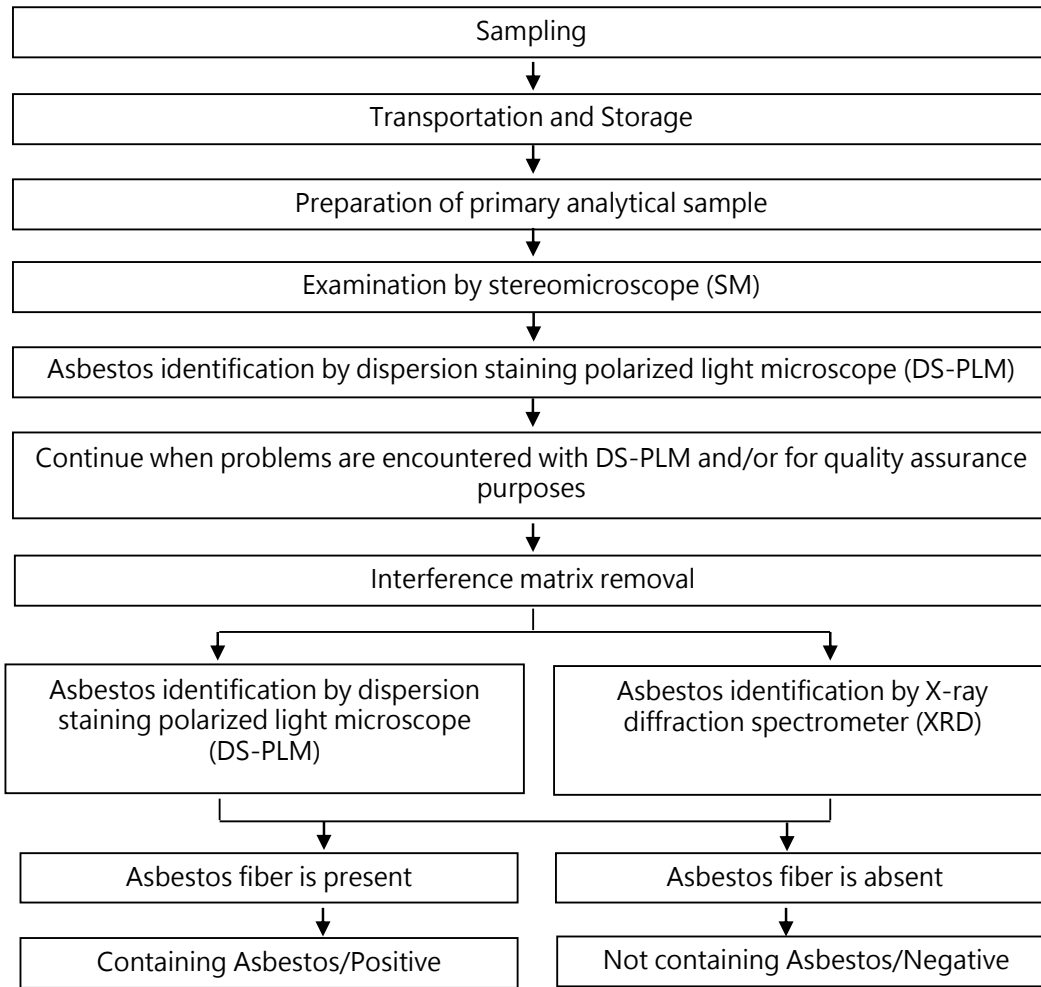 Sampling
Transportation and Storage
Preparation of primary analytical sample
Examination by stereomicroscope (SM)
Asbestos identification by dispersion staining polarized light microscope (DS-PLM)
Continue when problems are encountered with DS-PLM and/or for quality assurance
purposes
Interference matrix removal
Asbestos identification by dispersion
staining polarized light microscope
(DS-PLM)
Asbestos identification by X-ray
diffraction spectrometer (XRD)
Asbestos fiber is present
Asbestos fiber is absent
Containing Asbestos/Positive
Not containing Asbestos/Negative